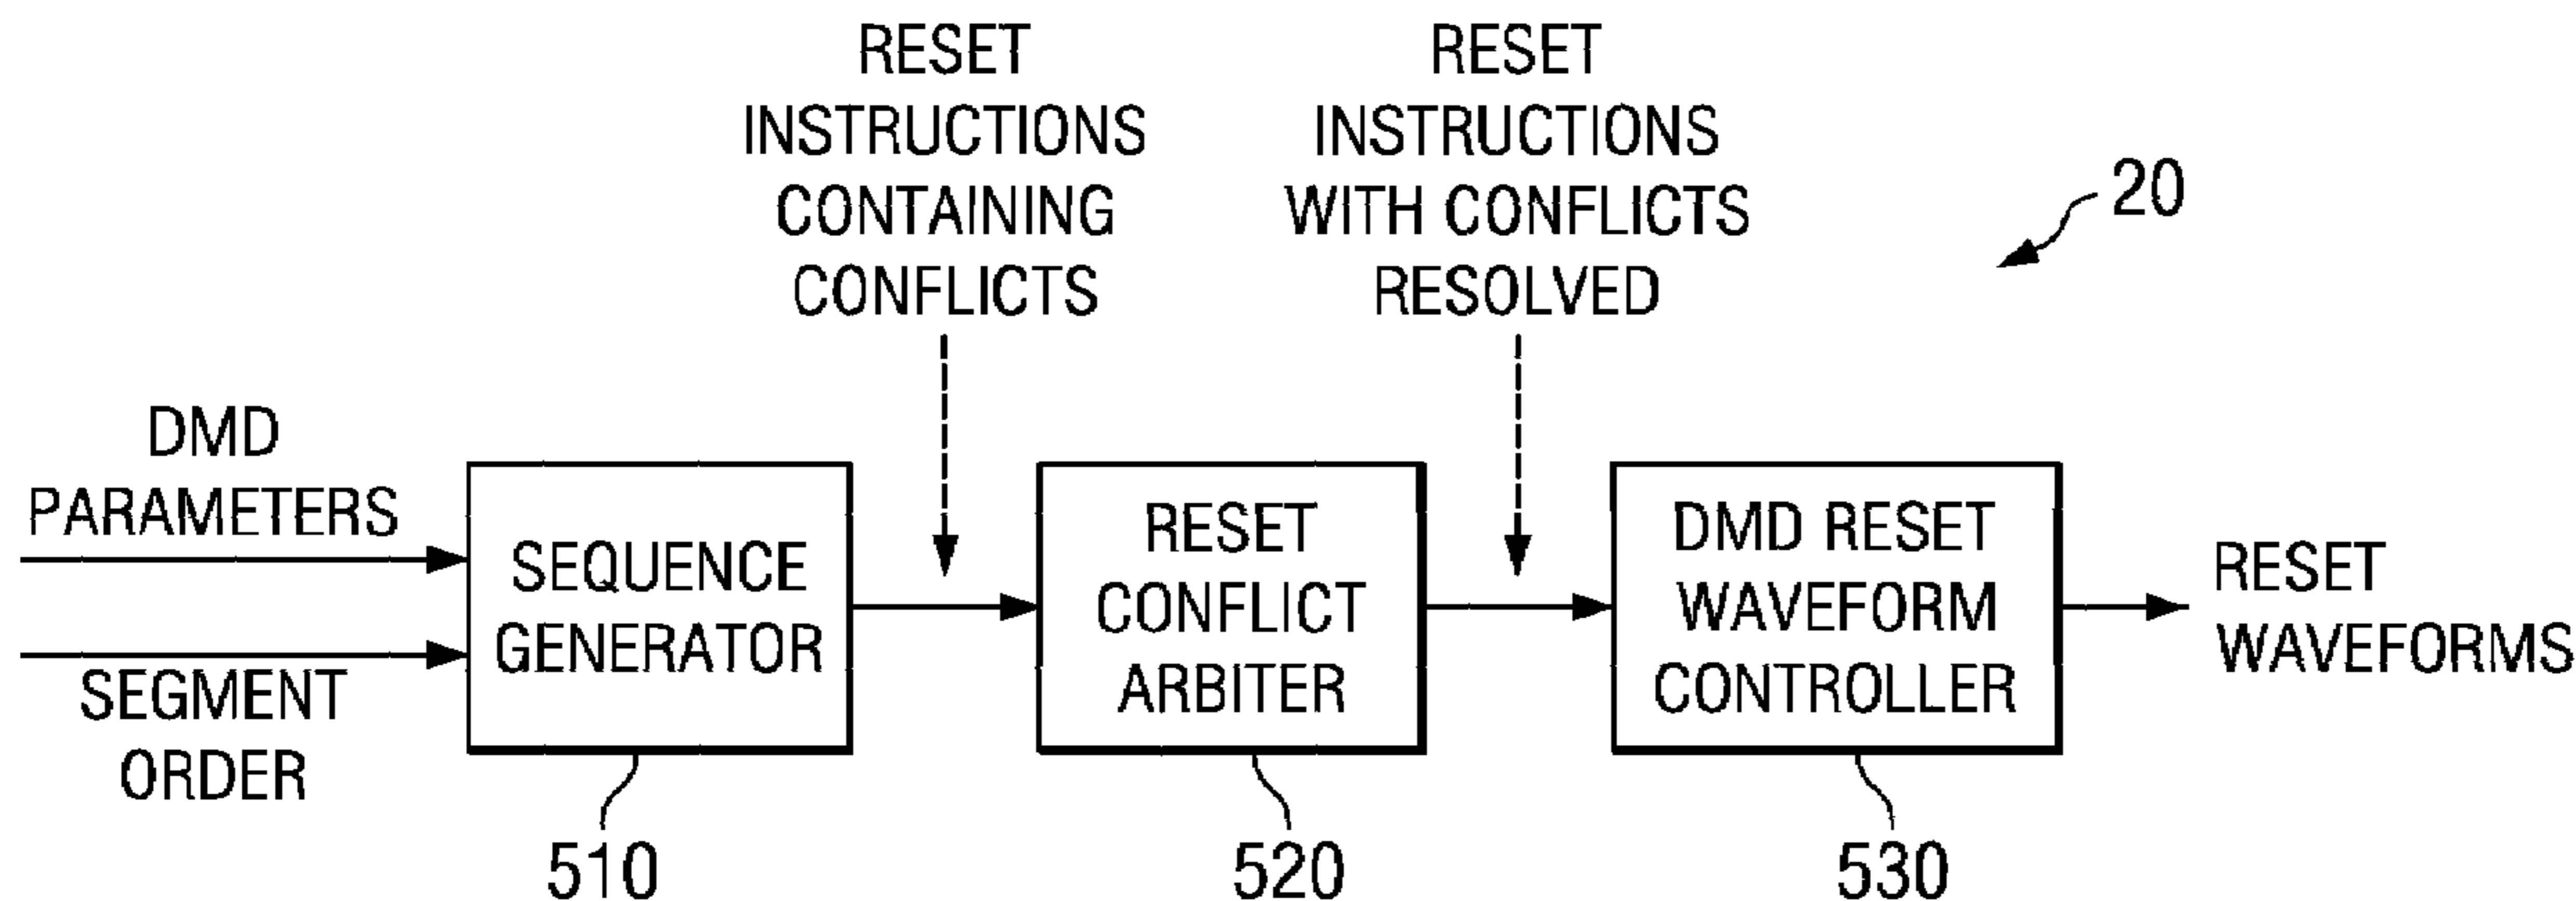 RESET
INSTRUCTIONS
CONTAINING
CONFLICTS
RESET
INSTRUCTIONS
WITH CONFLICTS
RESOLVED
20
DMD
PARAMETERS
SEGMENT
ORDER
SEQUENCE
GENERATOR
RESET
CONFLICT
ARBITER
DMD RESET
WAVEFORM
CONTROLLER
RESET
WAVEFORMS
510
520
530